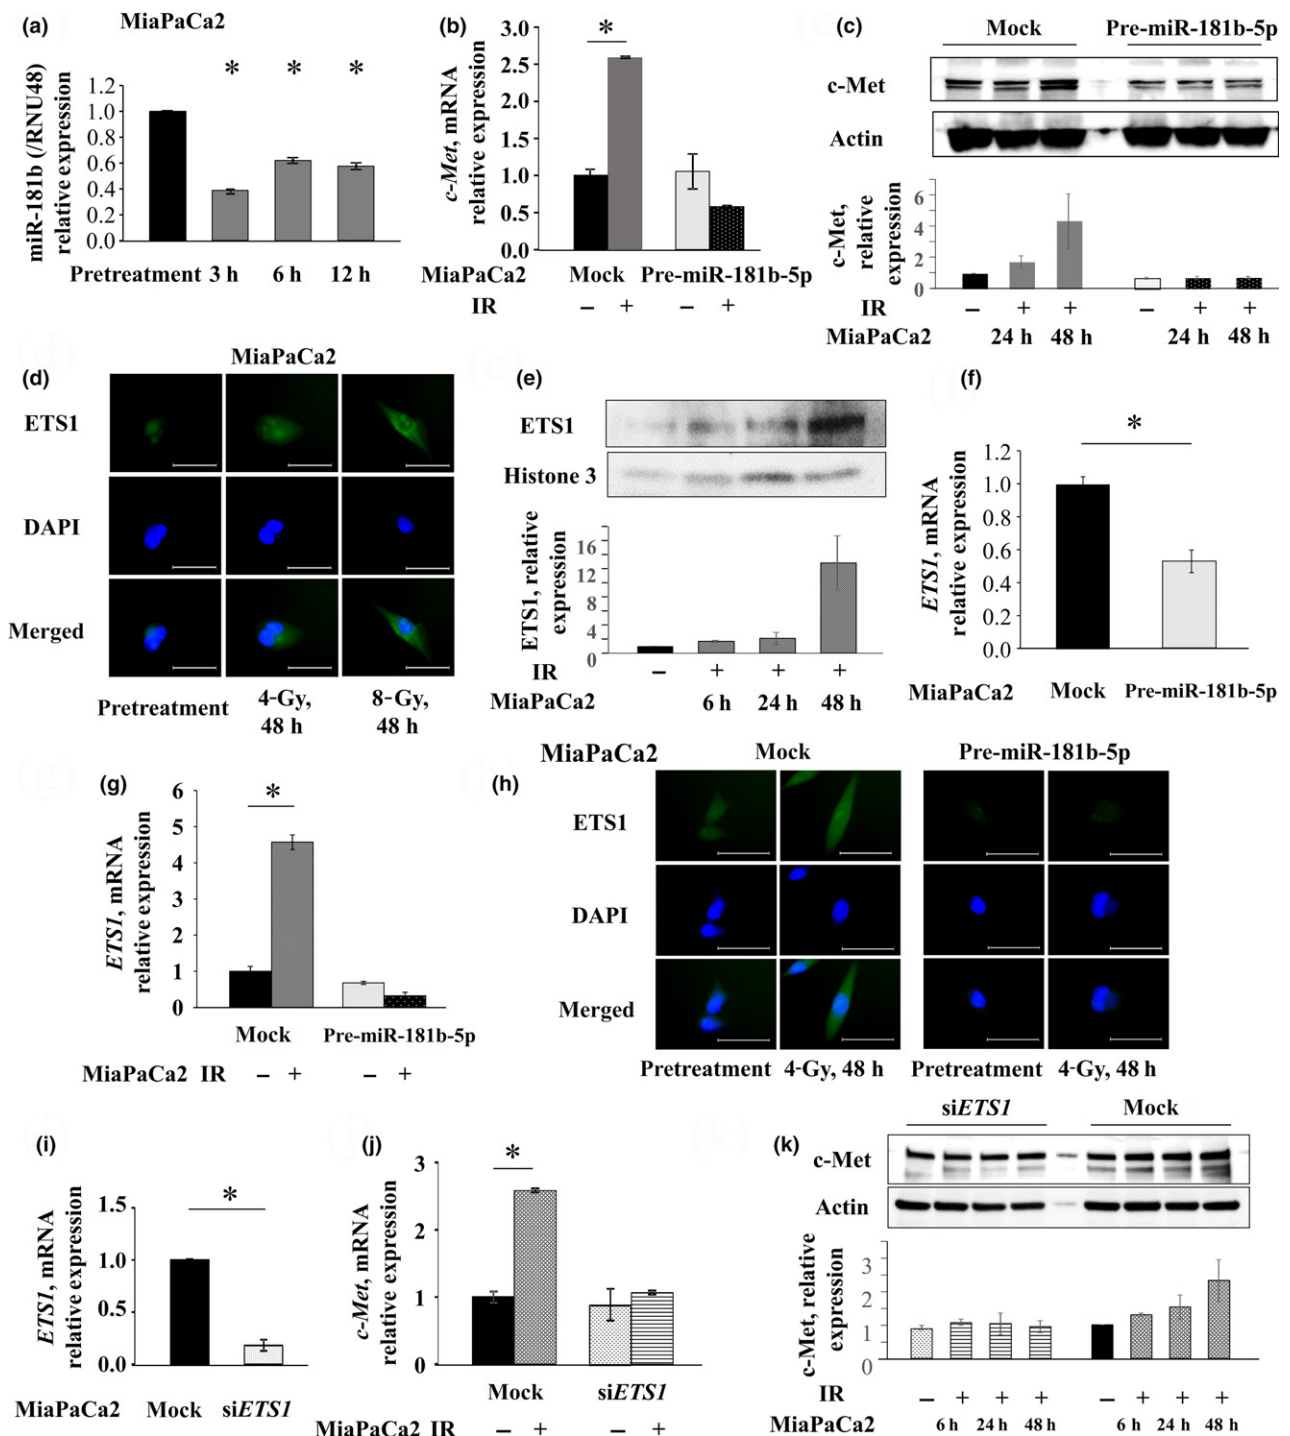 (a)
MiaPaCa2
miR-181b (/RNU48)
relative expression
1.2
1.0
0.8
0.6
0.4
0.2
0.0
* * *
Pretreatment 3 h 6 h 12 h
(b)
c-Met, mRNA
relative expression
3.0
2.5
2.0
1.5
1.0
0.5
0.0
*
MiaPaCa2 Mock Pre-miR-181b-5p
IR – + – +
(c)
Mock Pre-miR-181b-5p
c-Met
Actin
c-Met,
relative
expression
6
4
2
0
IR – + + – + +
MiaPaCa2 24 h 48 h 24 h 48 h
(d)
MiaPaCa2
ETS1
DAPI
Merged
Pretreatment 4-Gy, 8-Gy,
48 h 48 h
(e)
ETS1
Histone 3
ETS1, relative
expression
16
12
8
4
0
IR – + + +
MiaPaCa2 6 h 24 h 48 h
(f)
ETS1, mRNA
relative expression
1.2
1.0
0.8
0.6
0.4
0.2
0.0
*
MiaPaCa2 Mock Pre-miR-181b-5p
(g)
ETS1, mRNA
relative expression
6
5
4
3
2
1
0
*
Mock Pre-miR-181b-5p
MiaPaCa2 IR – + – +
(h)
MiaPaCa2 Mock Pre-miR-181b-5p
ETS1
DAPI
Merged
Pretreatment 4-Gy, 48 h Pretreatment 4-Gy, 48 h
(i)
ETS1, mRNA
relative expression
1.5
1.0
0.5
0.0
*
MiaPaCa2 Mock siETS1
(j)
c-Met, mRNA
relative expression
3
2
1
0
*
Mock siETS1
MiaPaCa2 IR – + – +
(k)
siETS1 Mock
c-Met
Actin
c-Met, relative
expression
3
2
1
0
IR – + + + – + + +
MiaPaCa2 6 h 24 h 48 h 6 h 24 h 48 h